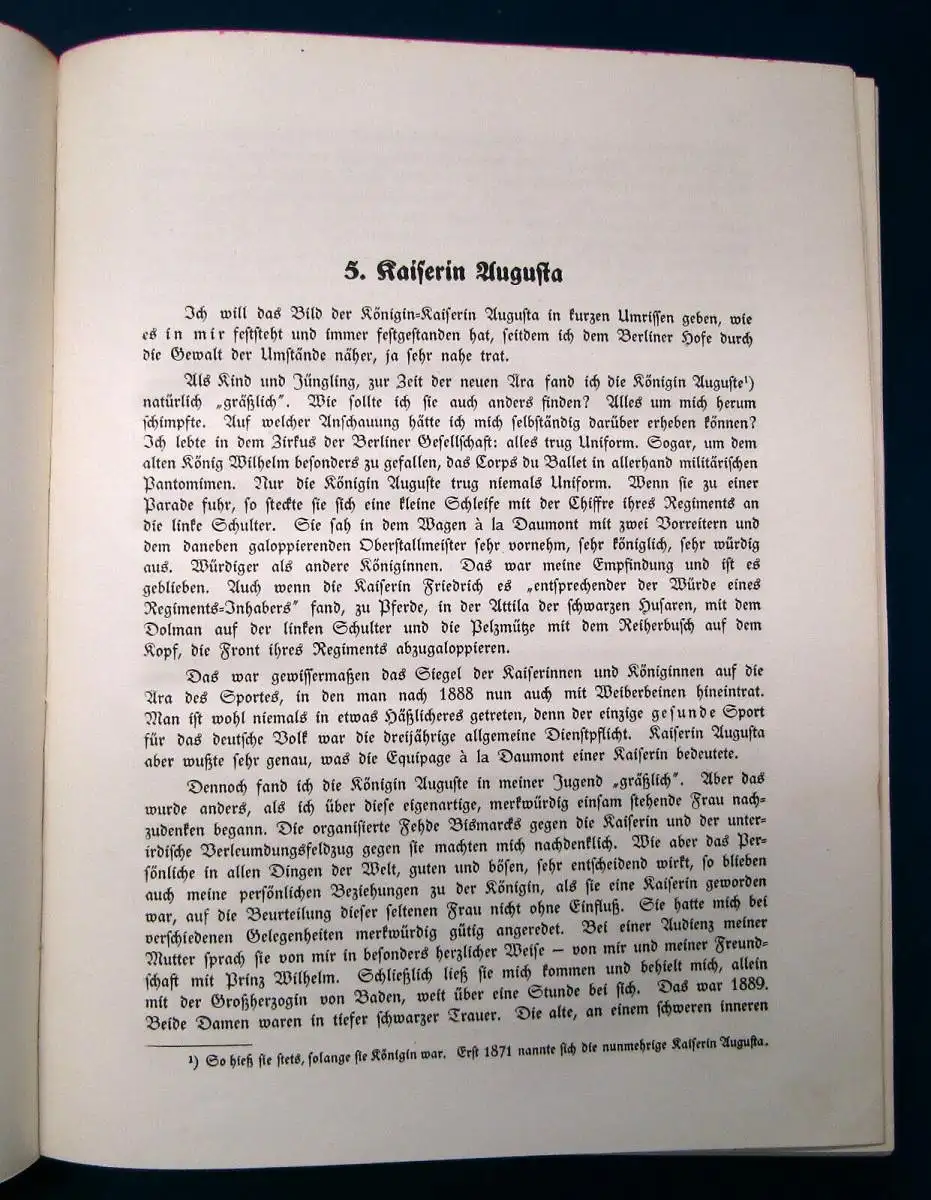 5. Kaiserin Augusta
Ich will das Bild der Königin-Kaiserin Augusta in kurzen Umrissen geben, wie
es in mir feststeht und immer festgestanden hat, seitdem ich dem Berliner Hofe durch
die Gewalt der Umstände näher, ja sehr nahe trat.
Als Kind und Jüngling, zur Zeit der neuen Ara fand ich die Königin Auguste¹)
natürlich „gräßlich”. Wie sollte ich sie auch anders finden? Alles um mich herum
schimpfte. Auf welcher Anschauung hätte ich mich selbständig darüber erheben können?
Ich lebte in dem Zirkus der Berliner Gesellschaft: alles trug Uniform. Sogar, um dem
alten König Wilhelm besonders zu gefallen, das Corps du Ballet in allerhand militärischen
Pantomimen. Nur die Königin Auguste trug niemals Uniform. Wenn sie zu einer
Parade fuhr, so steckte sie sich eine kleine Schleife mit der Chiffre ihres Regiments an
die linke Schulter. Sie sah in dem Wagen à la Daumont mit zwei Vorreitern und
dem daneben galoppierenden Oberstallmeister sehr vornehm, sehr königlich, sehr würdig
aus. Würdiger als andere Königinnen. Das war meine Empfindung und ist es
geblieben. Auch wenn die Kaiserin Friedrich es „entsprechender der Würde eines
Regiments-Inhabers” fand, zu Pferde, in der Attila der schwarzen Husaren, mit dem
Dolman auf der linken Schulter und die Pelzmütze mit dem Reiherbusch auf dem
Kopf, die Front ihres Regiments abzugaloppieren.
Das war gewissermaßen das Siegel der Kaiserinnen und Königinnen auf die
Ara des Sportes, in den man nach 1888 nun auch mit Weiberbeinen hineintrat.
Man ist wohl niemals in etwas Häßlicheres getreten, denn der einzige gesunde Sport
für das deutsche Volk war die dreijährige allgemeine Dienstpflicht. Kaiserin Augusta
aber wußte sehr genau, was die Equipage à la Daumont einer Kaiserin bedeutete.
Dennoch fand ich die Königin Auguste in meiner Jugend „gräßlich”. Aber das
wurde anders, als ich über diese eigenartige, merkwürdig einsam stehende Frau nach-
zudenken begann. Die organisierte Fehde Bismarcks gegen die Kaiserin und der unter-
irdische Verleumdungsfeldzug gegen sie machten mich nachdenklich. Wie aber das Per-
sönliche in allen Dingen der Welt, guten und bösen, sehr entscheidend wirkt, so blieben
auch meine persönlichen Beziehungen zu der Königin, als sie eine Kaiserin geworden
war, auf die Beurteilung dieser seltenen Frau nicht ohne Einfluß. Sie hatte mich bei
verschiedenen Gelegenheiten merkwürdig gütig angeredet. Bei einer Audienz meiner
Mutter sprach sie von mir in besonders herzlicher Weise — von mir und meiner Freund-
schaft mit Prinz Wilhelm. Schließlich ließ sie mich kommen und behielt mich, allein
mit der Großherzogin von Baden, weit über eine Stunde bei sich. Das war 1889.
Beide Damen waren in tiefer schwarzer Trauer. Die alte, an einem schweren inneren
¹) So hieß sie stets, solange sie Königin war. Erst 1871 nannte sich die nunmehrige Kaiserin Augusta.